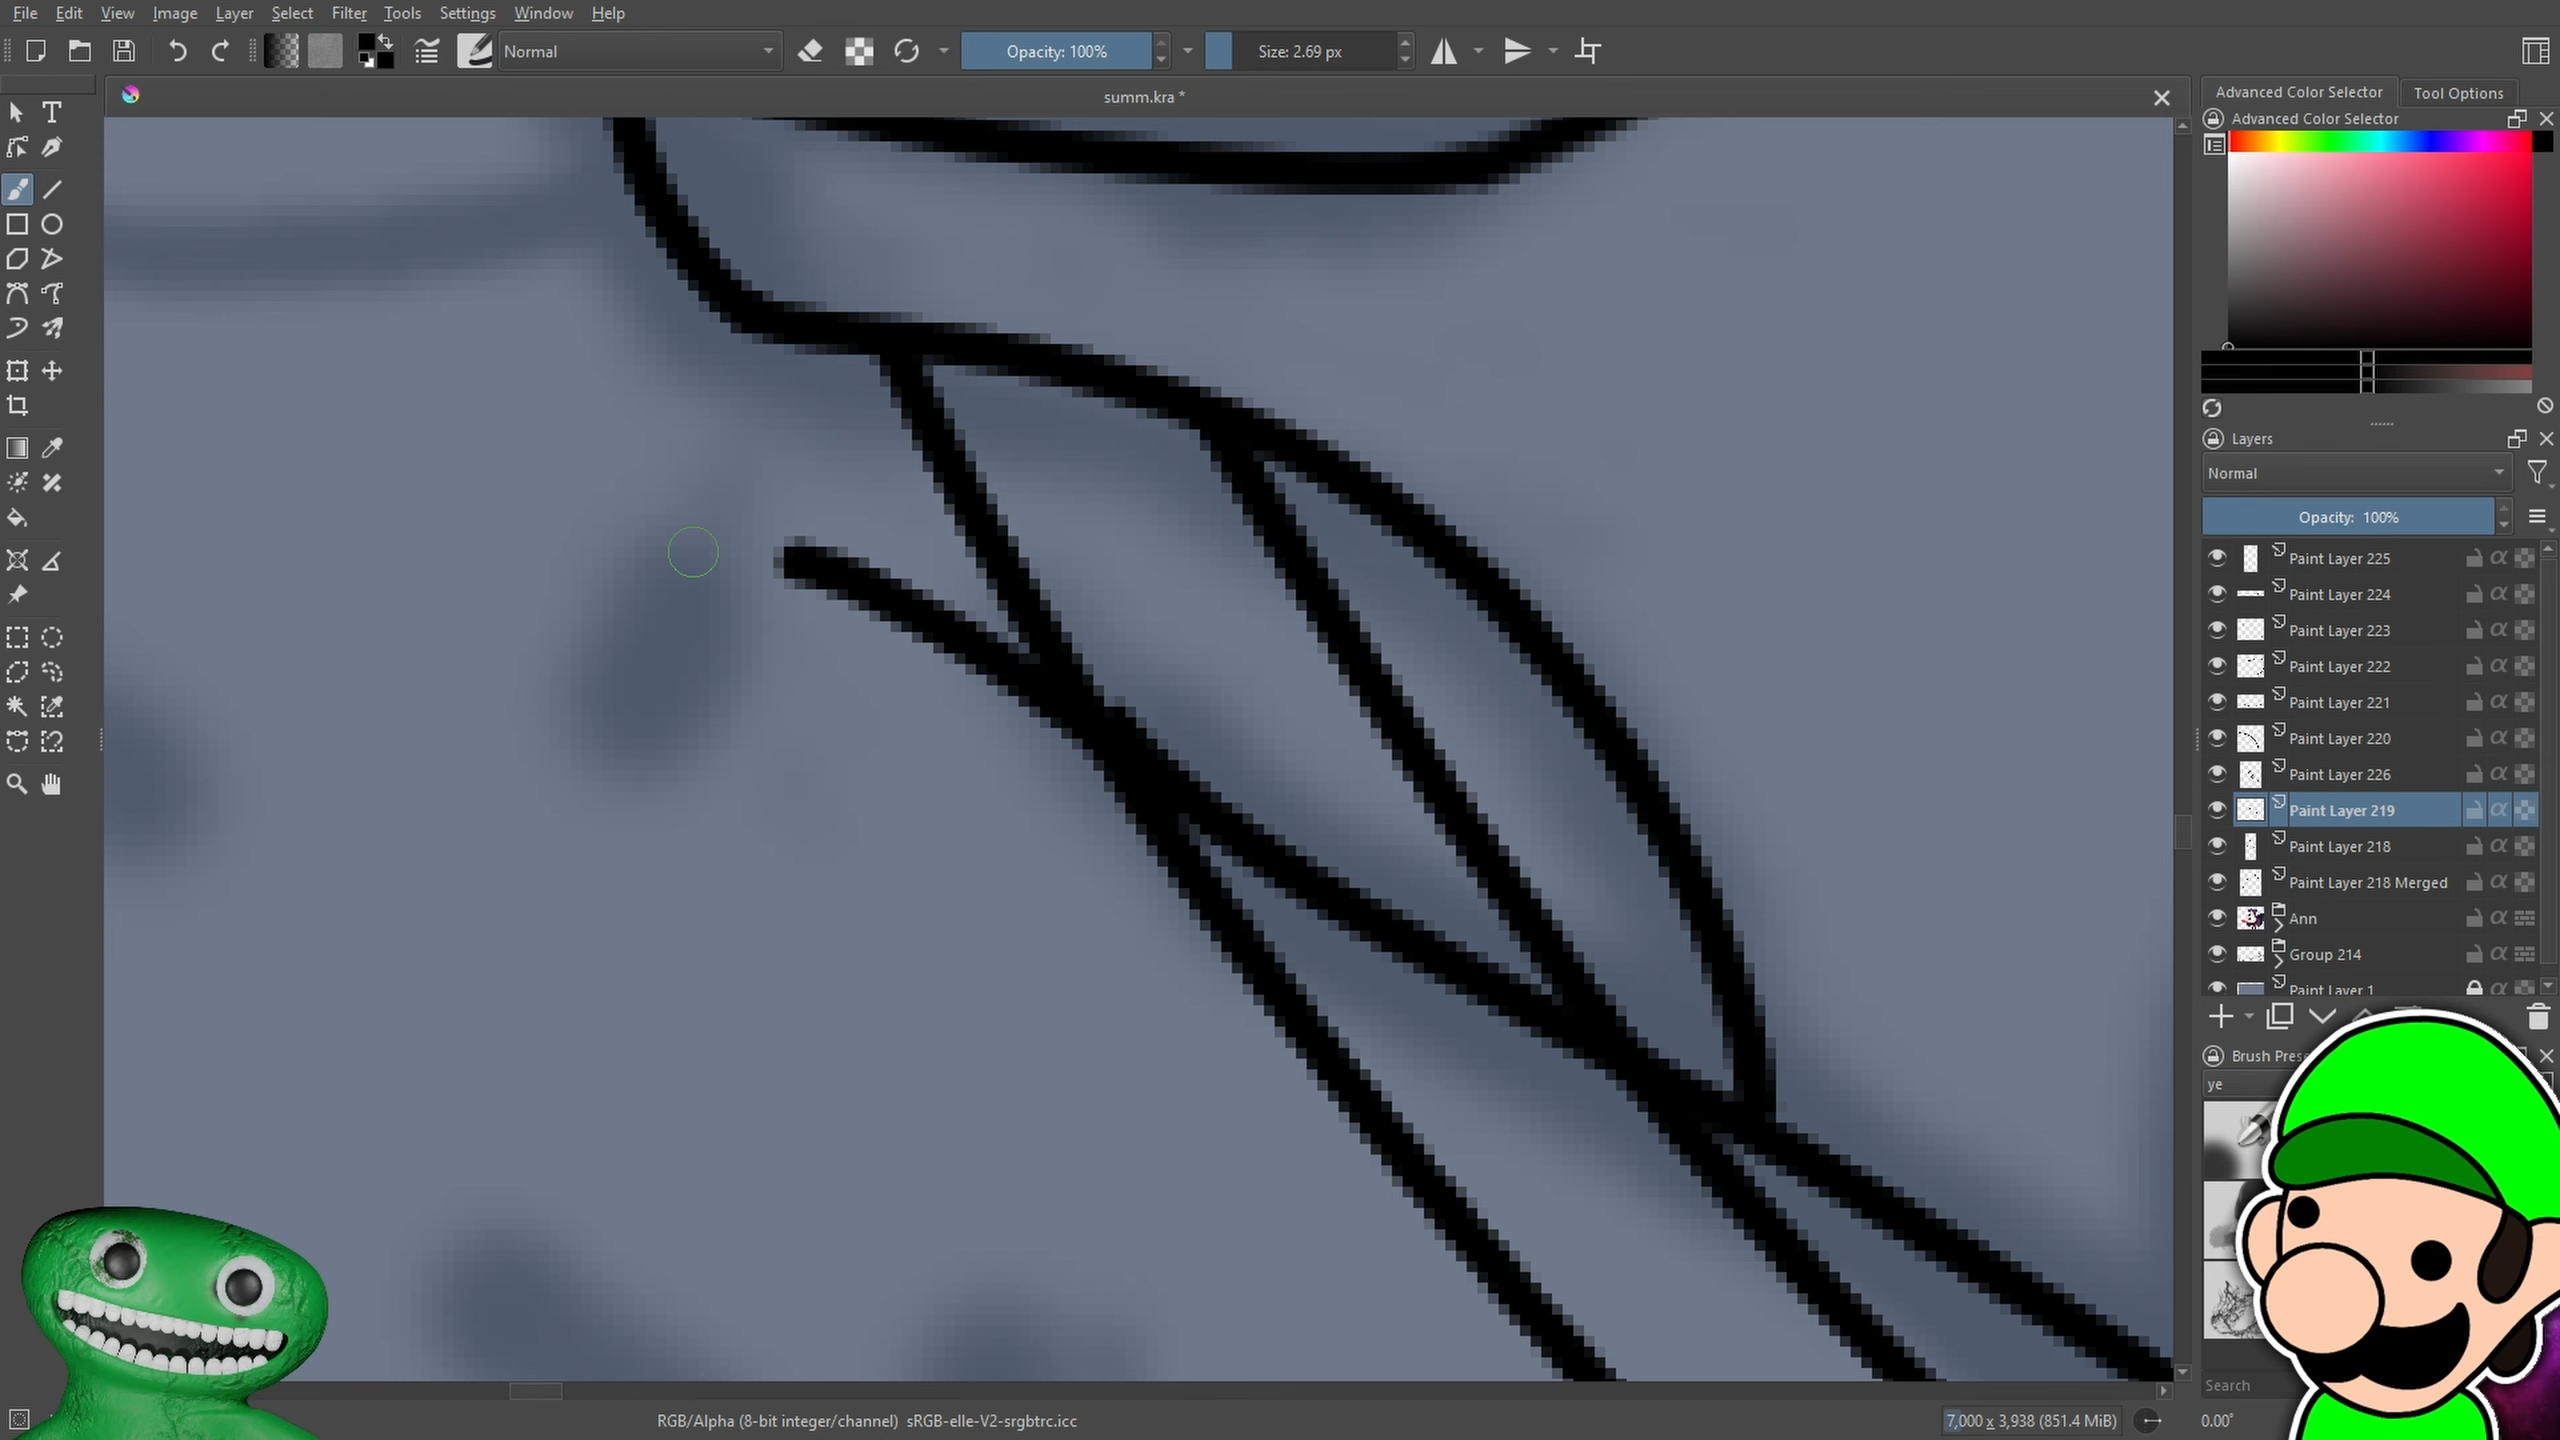 File Edit View Image Layer Select Filter Tools Settings Window Help
Normal
Opacity: 100%
Size: 2.69 px
summ.kra *
Advanced Color Selector
Tool Options
Advanced Color Selector
Layers
Normal
Opacity: 100%
Paint Layer 225
Paint Layer 224
Paint Layer 223
Paint Layer 222
Paint Layer 221
Paint Layer 220
Paint Layer 226
Paint Layer 219
Paint Layer 218
Paint Layer 218 Merged
Ann
Group 214
Paint Layer 1
Brush Pres
ye
Search
RGB/Alpha (8-bit integer/channel) sRGB-elle-V2-srgbtrc.icc
7,000 x 3,938 (851.4 MiB)
0.00°